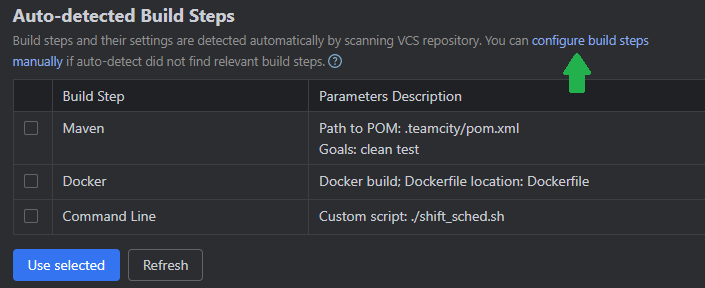 Auto-detected Build Steps
Build steps and their settings are detected automatically by scanning VCS repository. You can configure build steps
manually if auto-detect did not find relevant build steps. ?
Build Step Parameters Description
Maven Path to POM: .teamcity/pom.xml
Goals: clean test
Docker Docker build; Dockerfile location: Dockerfile
Command Line Custom script: ./shift_sched.sh
Use selected Refresh